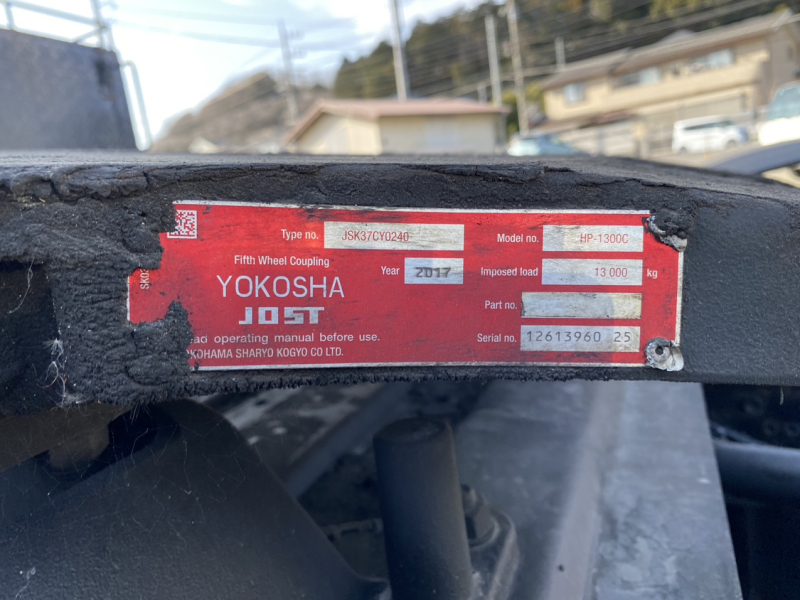 Type no. JSK37CY0240
Model no. HP-1300C
Fifth Wheel Coupling
Year 2017
Imposed load 13 000 kg
YOKOSHA
JOST
Part no.
Serial no. 12613960 25
ad operating manual before use.
KOHAMA SHARYO KOGYO CO LTD.